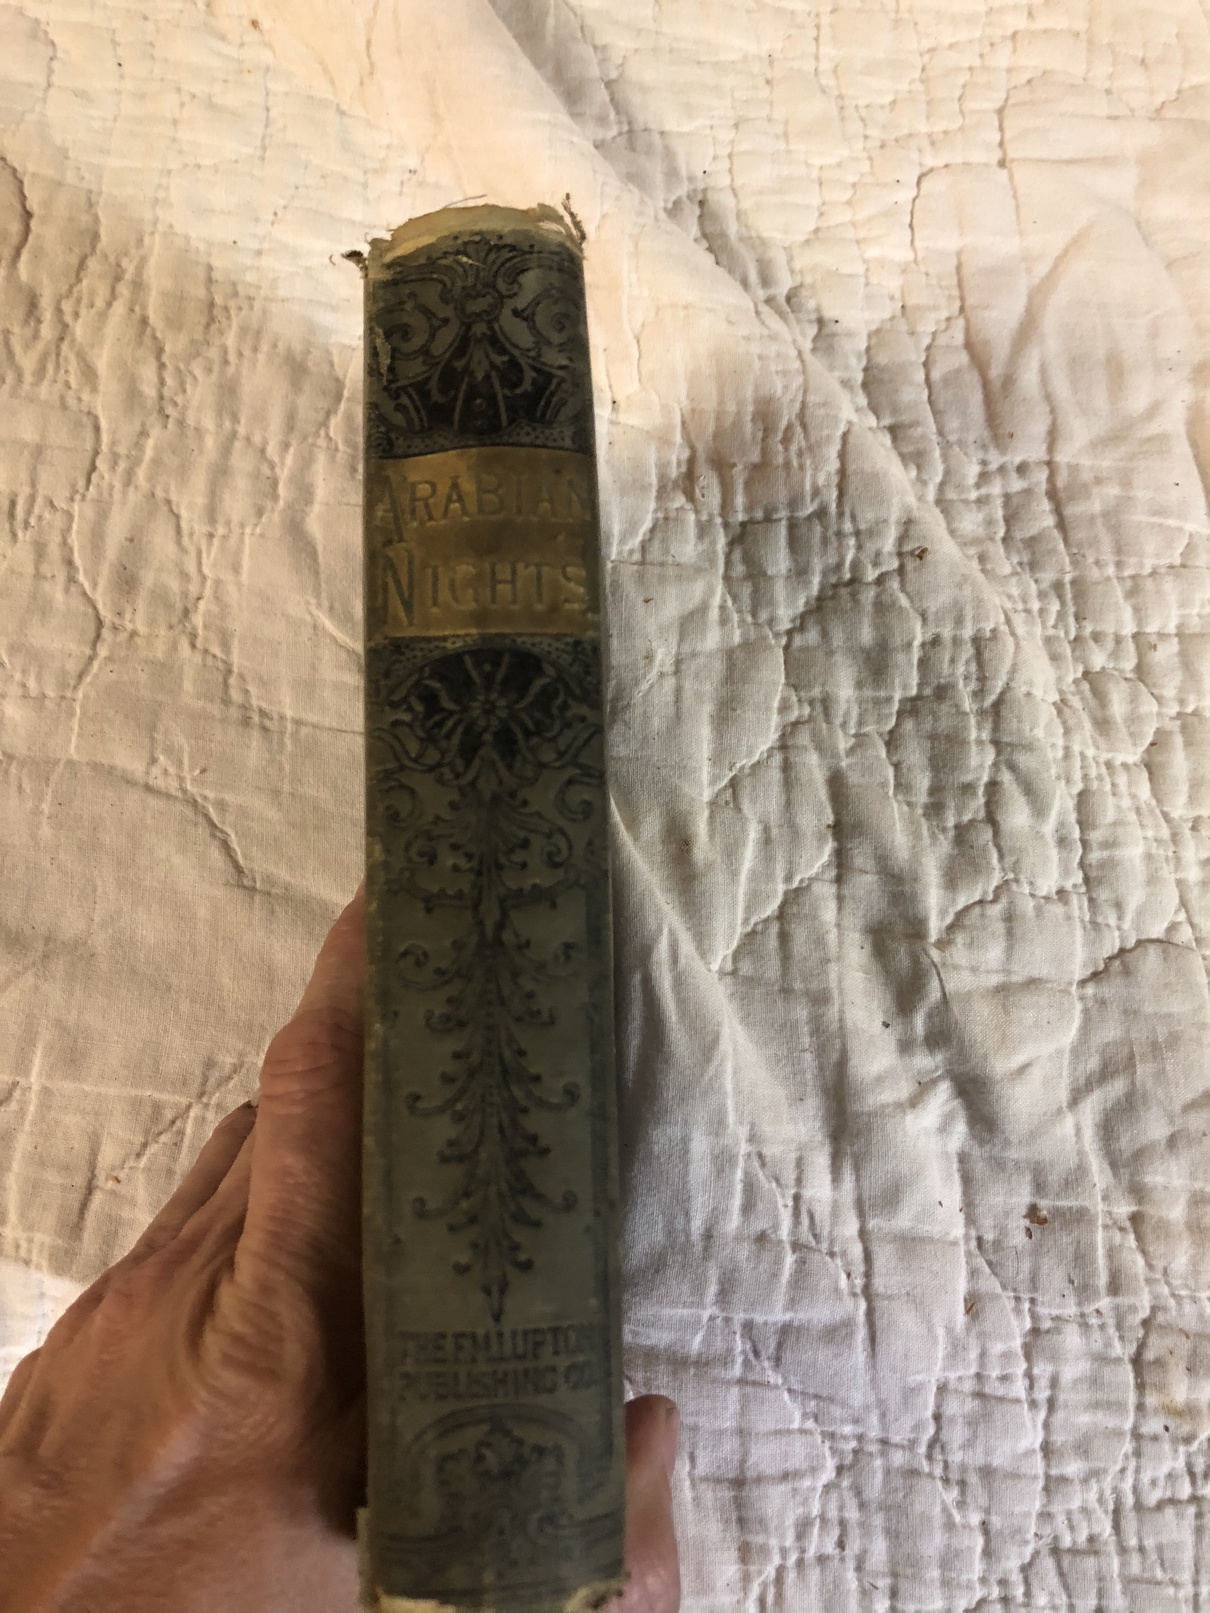 ARABIAN
NIGHTS
THE F.M. LUPTON
PUBLISHING CO.